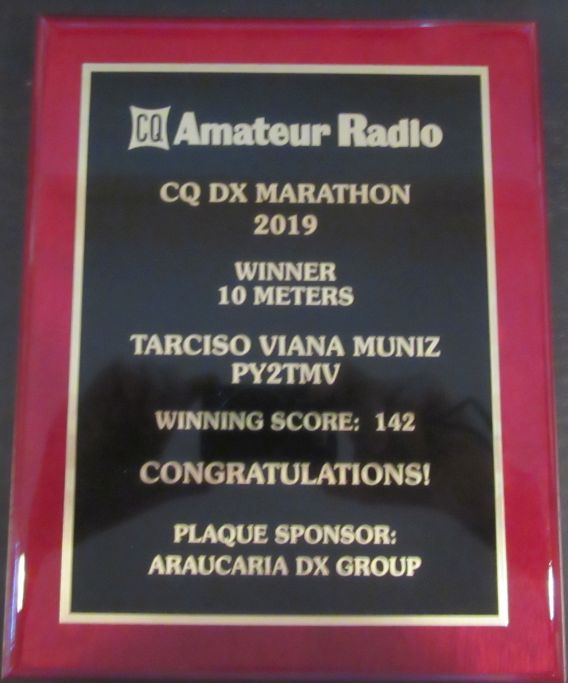 CQ Amateur Radio
CQ DX MARATHON
2019
WINNER
10 METERS
TARCISO VIANA MUNIZ
PY2TMV
WINNING SCORE: 142
CONGRATULATIONS!
PLAQUE SPONSOR:
ARAUCARIA DX GROUP